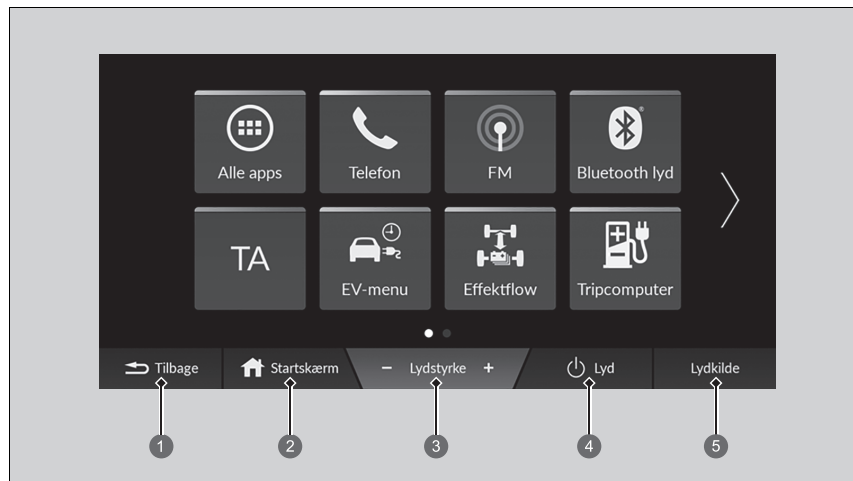 Alle apps
Telefon
FM
Bluetooth lyd
TA
EV-menu
Effektflow
Tripcomputer
Tilbage
Startskærm
− Lydstyrke +
Lyd
Lydkilde
1
2
3
4
5